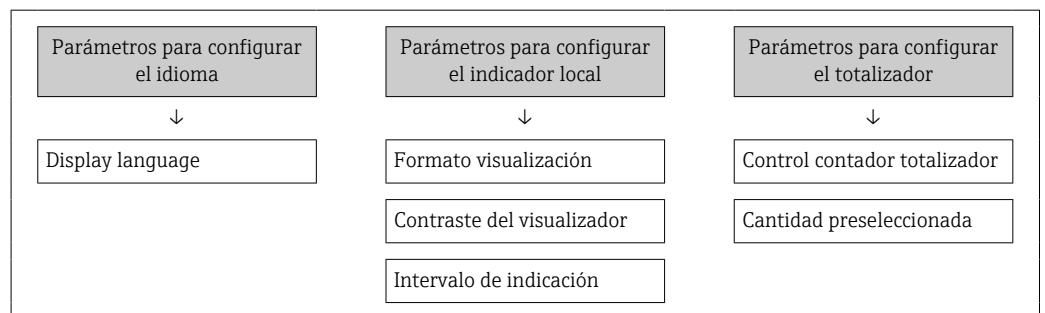 Parámetros para configurar
el idioma
Parámetros para configurar
el indicador local
Parámetros para configurar
el totalizador
↓
↓
↓
Display language
Formato visualización
Control contador totalizador
Contraste del visualizador
Cantidad preseleccionada
Intervalo de indicación